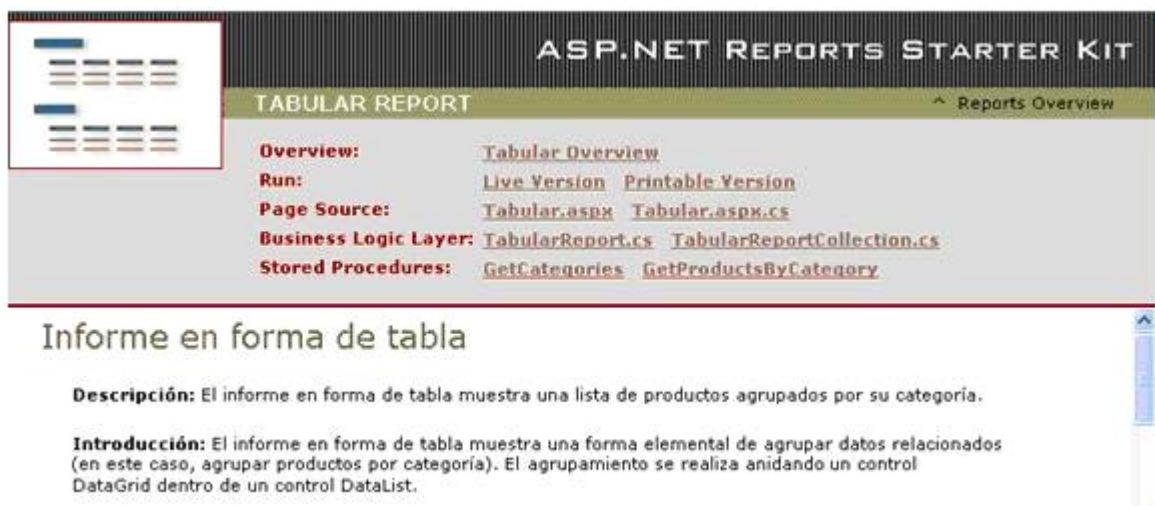 ASP.NET REPORTS STARTER KIT
TABULAR REPORT ^ Reports Overview
Overview: Tabular Overview
Run: Live Version Printable Version
Page Source: Tabular.aspx Tabular.aspx.cs
Business Logic Layer: TabularReport.cs TabularReportCollection.cs
Stored Procedures: GetCategories GetProductsByCategory
Informe en forma de tabla
Descripción: El informe en forma de tabla muestra una lista de productos agrupados por su categoría.
Introducción: El informe en forma de tabla muestra una forma elemental de agrupar datos relacionados
(en este caso, agrupar productos por categoría). El agrupamiento se realiza anidando un control
DataGrid dentro de un control DataList.